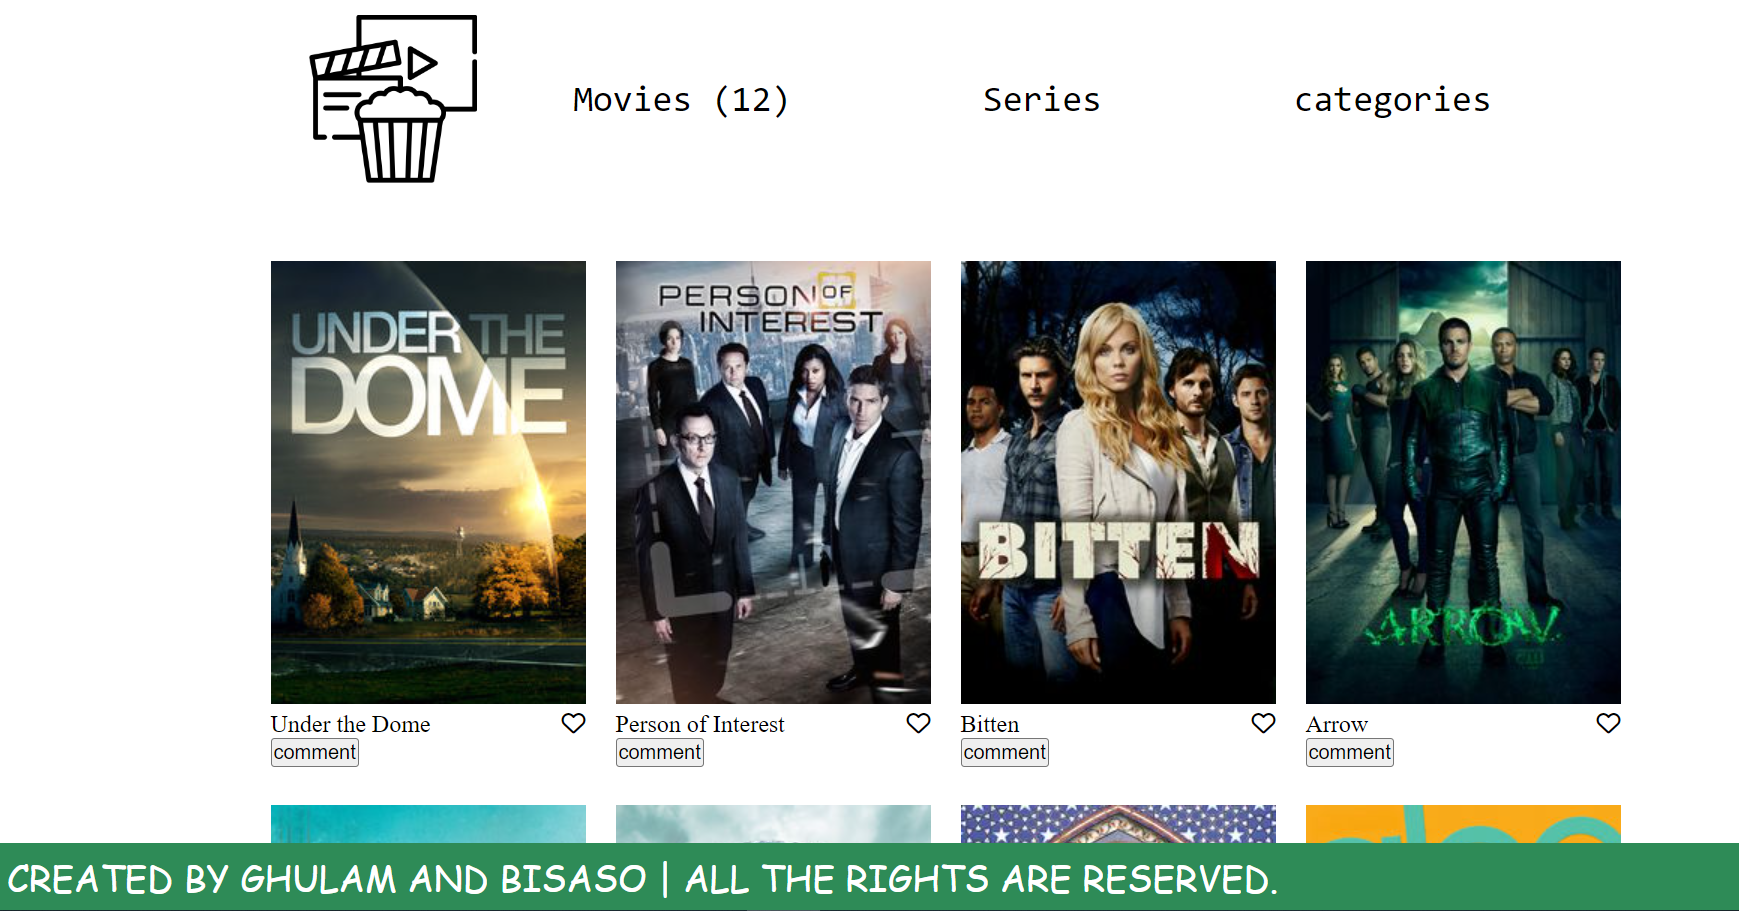 Movies (12) Series categories
UNDER THE
DOME
PERSON OF
INTEREST
BITTEN
ARROW
CW
Under the Dome
comment
Person of Interest
comment
Bitten
comment
Arrow
comment
CREATED BY GHULAM AND BISASO | ALL THE RIGHTS ARE RESERVED.